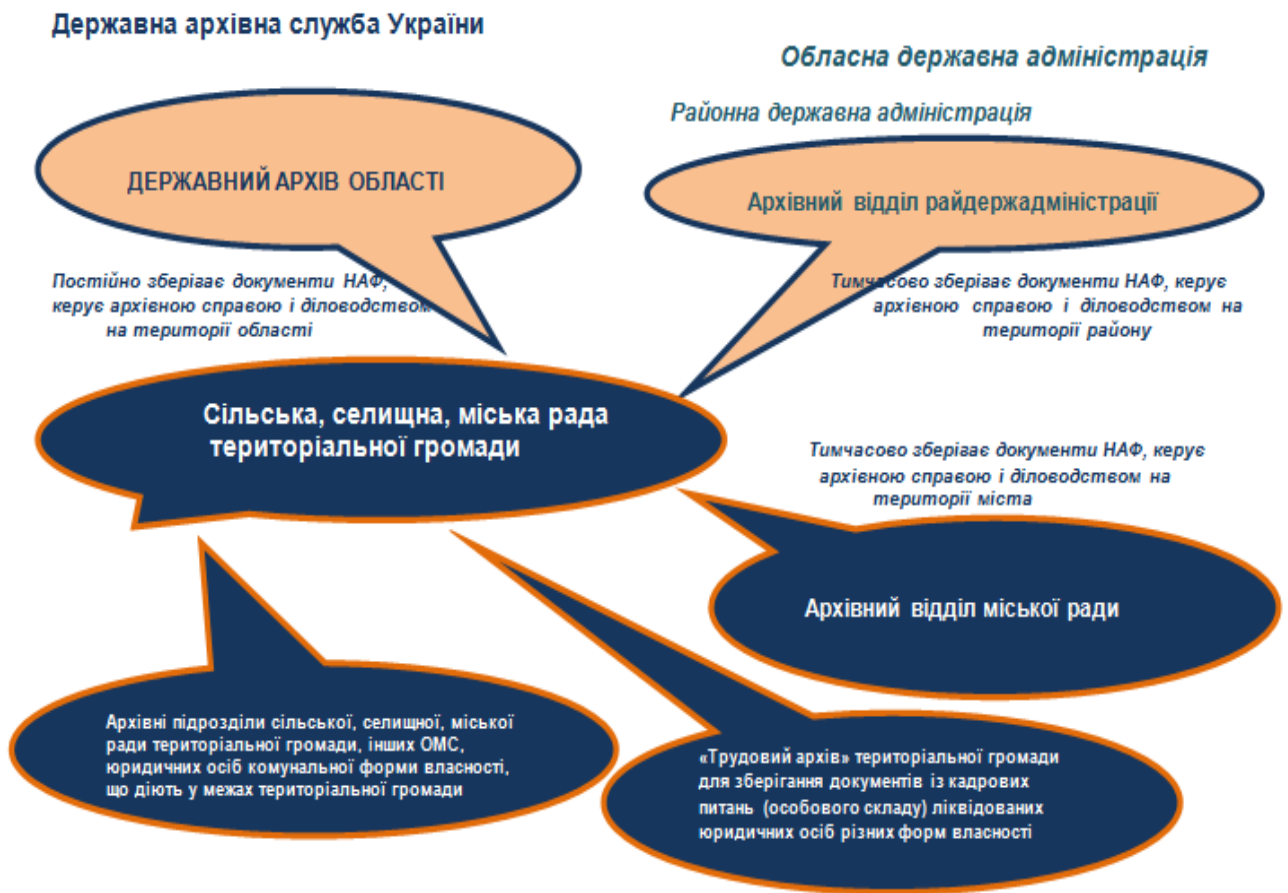 Державна архівна служба України
Обласна державна адміністрація
Районна державна адміністрація
ДЕРЖАВНИЙ АРХІВ ОБЛАСТІ
Архівний відділ райдержадміністрації
Постійно зберігає документи НАФ,
керує архівною справою і діловодством
на території області
Тимчасово зберігає документи НАФ, керує
архівною справою і діловодством на
території району
Сільська, селищна, міська рада
територіальної громади
Тимчасово зберігає документи НАФ, керує
архівною справою і діловодством на
території міста
Архівний відділ міської ради
Архівні підрозділи сільської, селищної, міської
ради територіальної громади, інших ОМС,
юридичних осіб комунальної форми власності,
що діють у межах територіальної громади
«Трудовий архів» територіальної громади
для зберігання документів із кадрових
питань (особового складу) ліквідованих
юридичних осіб різних форм власності